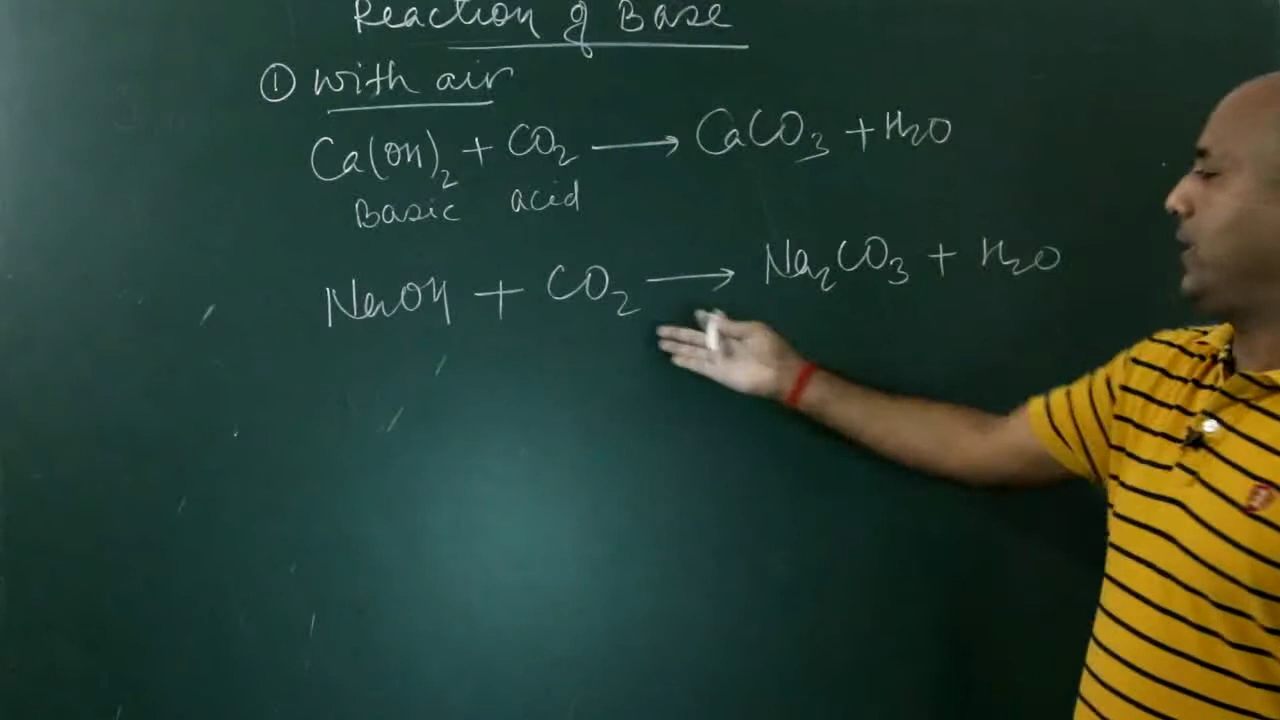 Reaction of Base
① With air
Ca(OH)₂ + CO₂ ⟶ CaCO₃ + H₂O
Basic acid
NaOH + CO₂ ⟶ Na₂CO₃ + H₂O